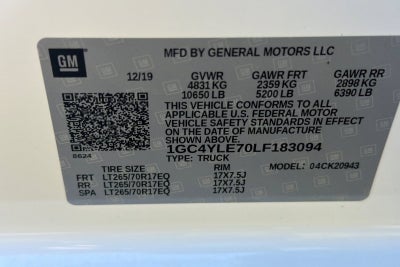 GM
MFD BY GENERAL MOTORS LLC
12/19 GVWR GAWR FRT GAWR RR
4831 KG 2359 KG 2898 KG
10650 LB 5200 LB 6390 LB
THIS VEHICLE CONFORMS TO ALL
APPLICABLE U.S. FEDERAL MOTOR
VEHICLE SAFETY STANDARDS IN EFFECT
ON THE DATE OF MANUFACTURE
SHOWN ABOVE.
8624 1GC4YLE70LF183094
TYPE: TRUCK MODEL: 04CK20943
TIRE SIZE RIM
FRT LT265/70R17EQ 17X7.5J
RR LT265/70R17EQ 17X7.5J
SPA LT265/70R17EQ 17X7.5J